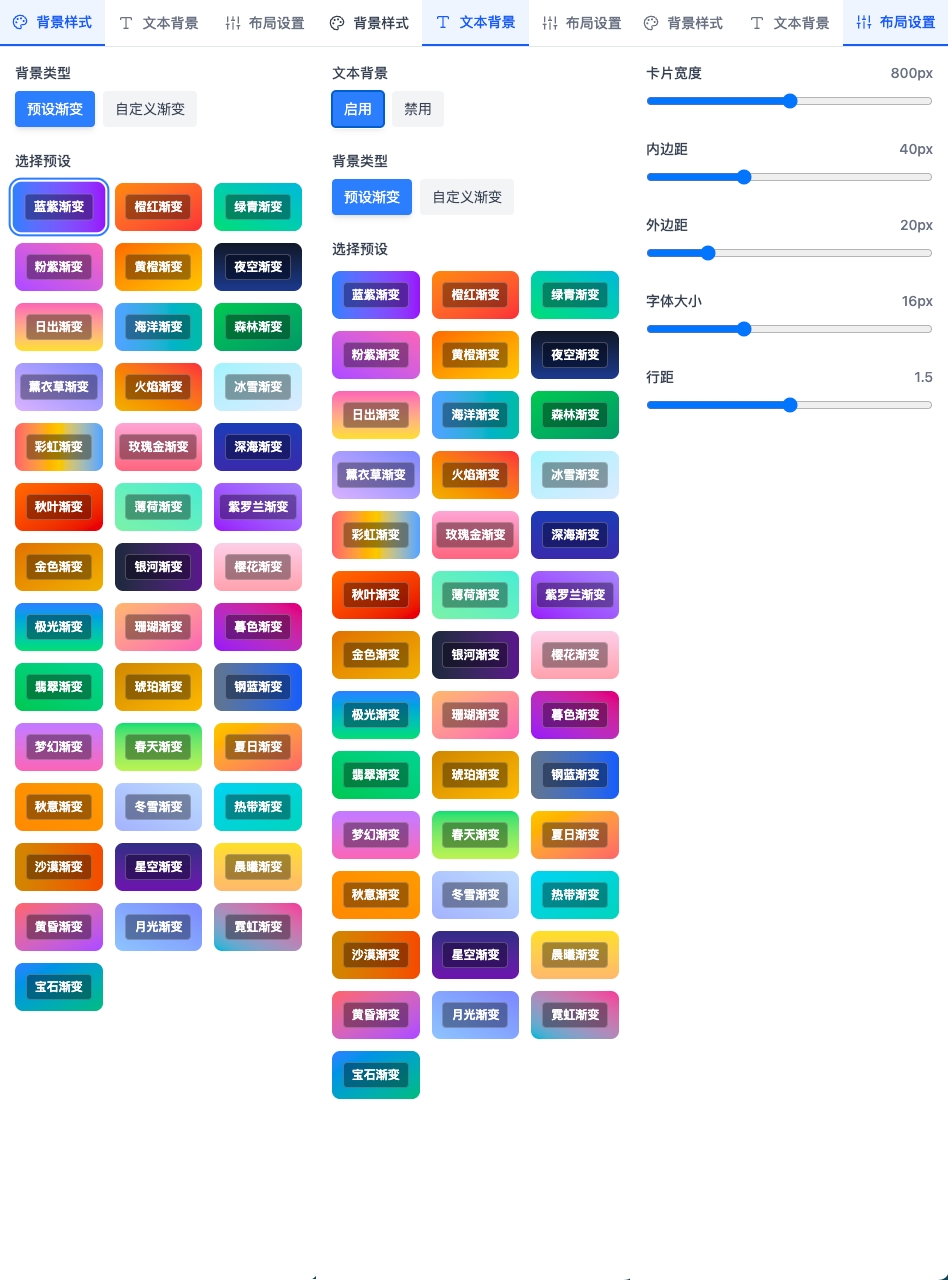 背景样式 文本背景 布局设置
背景类型
预设渐变 自定义渐变
选择预设
蓝紫渐变 橙红渐变 绿青渐变
粉紫渐变 黄橙渐变 夜空渐变
日出渐变 海洋渐变 森林渐变
薰衣草渐变 火焰渐变 冰雪渐变
彩虹渐变 玫瑰金渐变 深海渐变
秋叶渐变 薄荷渐变 紫罗兰渐变
金色渐变 银河渐变 樱花渐变
极光渐变 珊瑚渐变 暮色渐变
翡翠渐变 琥珀渐变 钢蓝渐变
梦幻渐变 春天渐变 夏日渐变
秋意渐变 冬雪渐变 热带渐变
沙漠渐变 星空渐变 晨曦渐变
黄昏渐变 月光渐变 霓虹渐变
宝石渐变
背景样式 文本背景 布局设置
文本背景
启用 禁用
背景类型
预设渐变 自定义渐变
选择预设
蓝紫渐变 橙红渐变 绿青渐变
粉紫渐变 黄橙渐变 夜空渐变
日出渐变 海洋渐变 森林渐变
薰衣草渐变 火焰渐变 冰雪渐变
彩虹渐变 玫瑰金渐变 深海渐变
秋叶渐变 薄荷渐变 紫罗兰渐变
金色渐变 银河渐变 樱花渐变
极光渐变 珊瑚渐变 暮色渐变
翡翠渐变 琥珀渐变 钢蓝渐变
梦幻渐变 春天渐变 夏日渐变
秋意渐变 冬雪渐变 热带渐变
沙漠渐变 星空渐变 晨曦渐变
黄昏渐变 月光渐变 霓虹渐变
宝石渐变
背景样式 文本背景 布局设置
卡片宽度 800px
内边距 40px
外边距 20px
字体大小 16px
行距 1.5